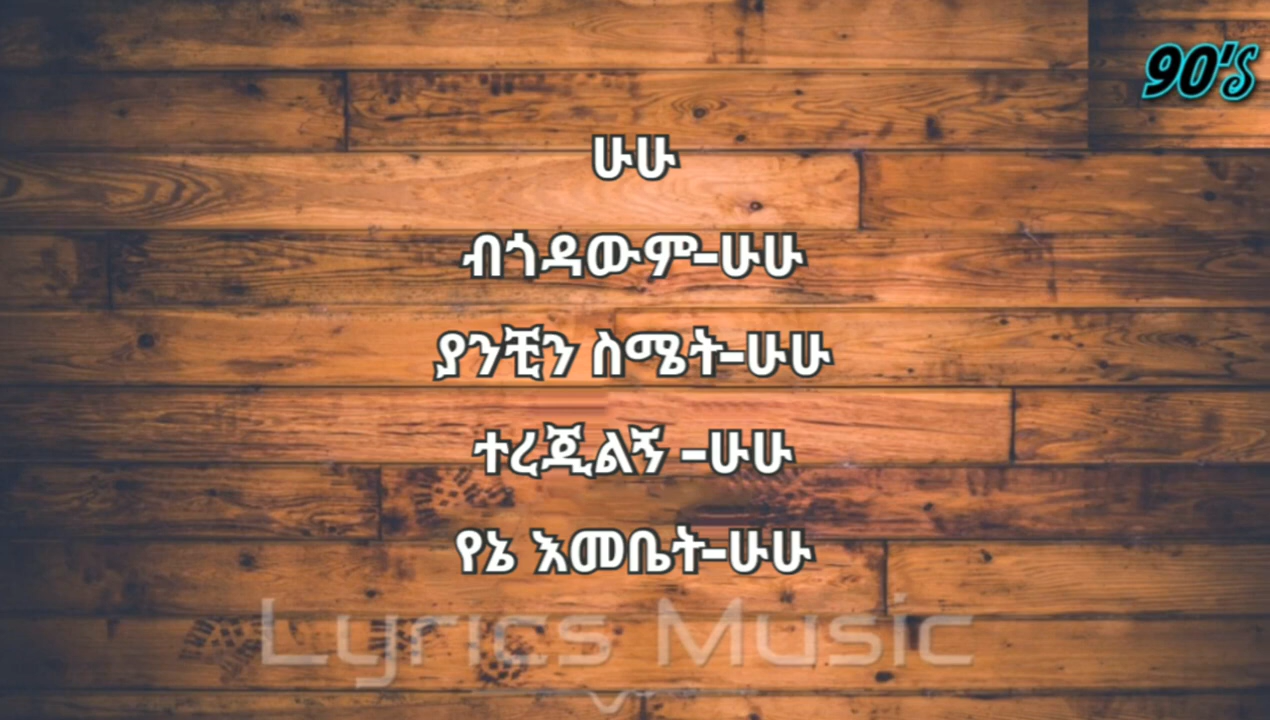 90'S
ሁሁ
ብጎዳውም-ሁሁ
ያንቺን ስሜት-ሁሁ
ተረጂልኝ -ሁሁ
የኔ እመቤት-ሁሁ
Lyrics Music